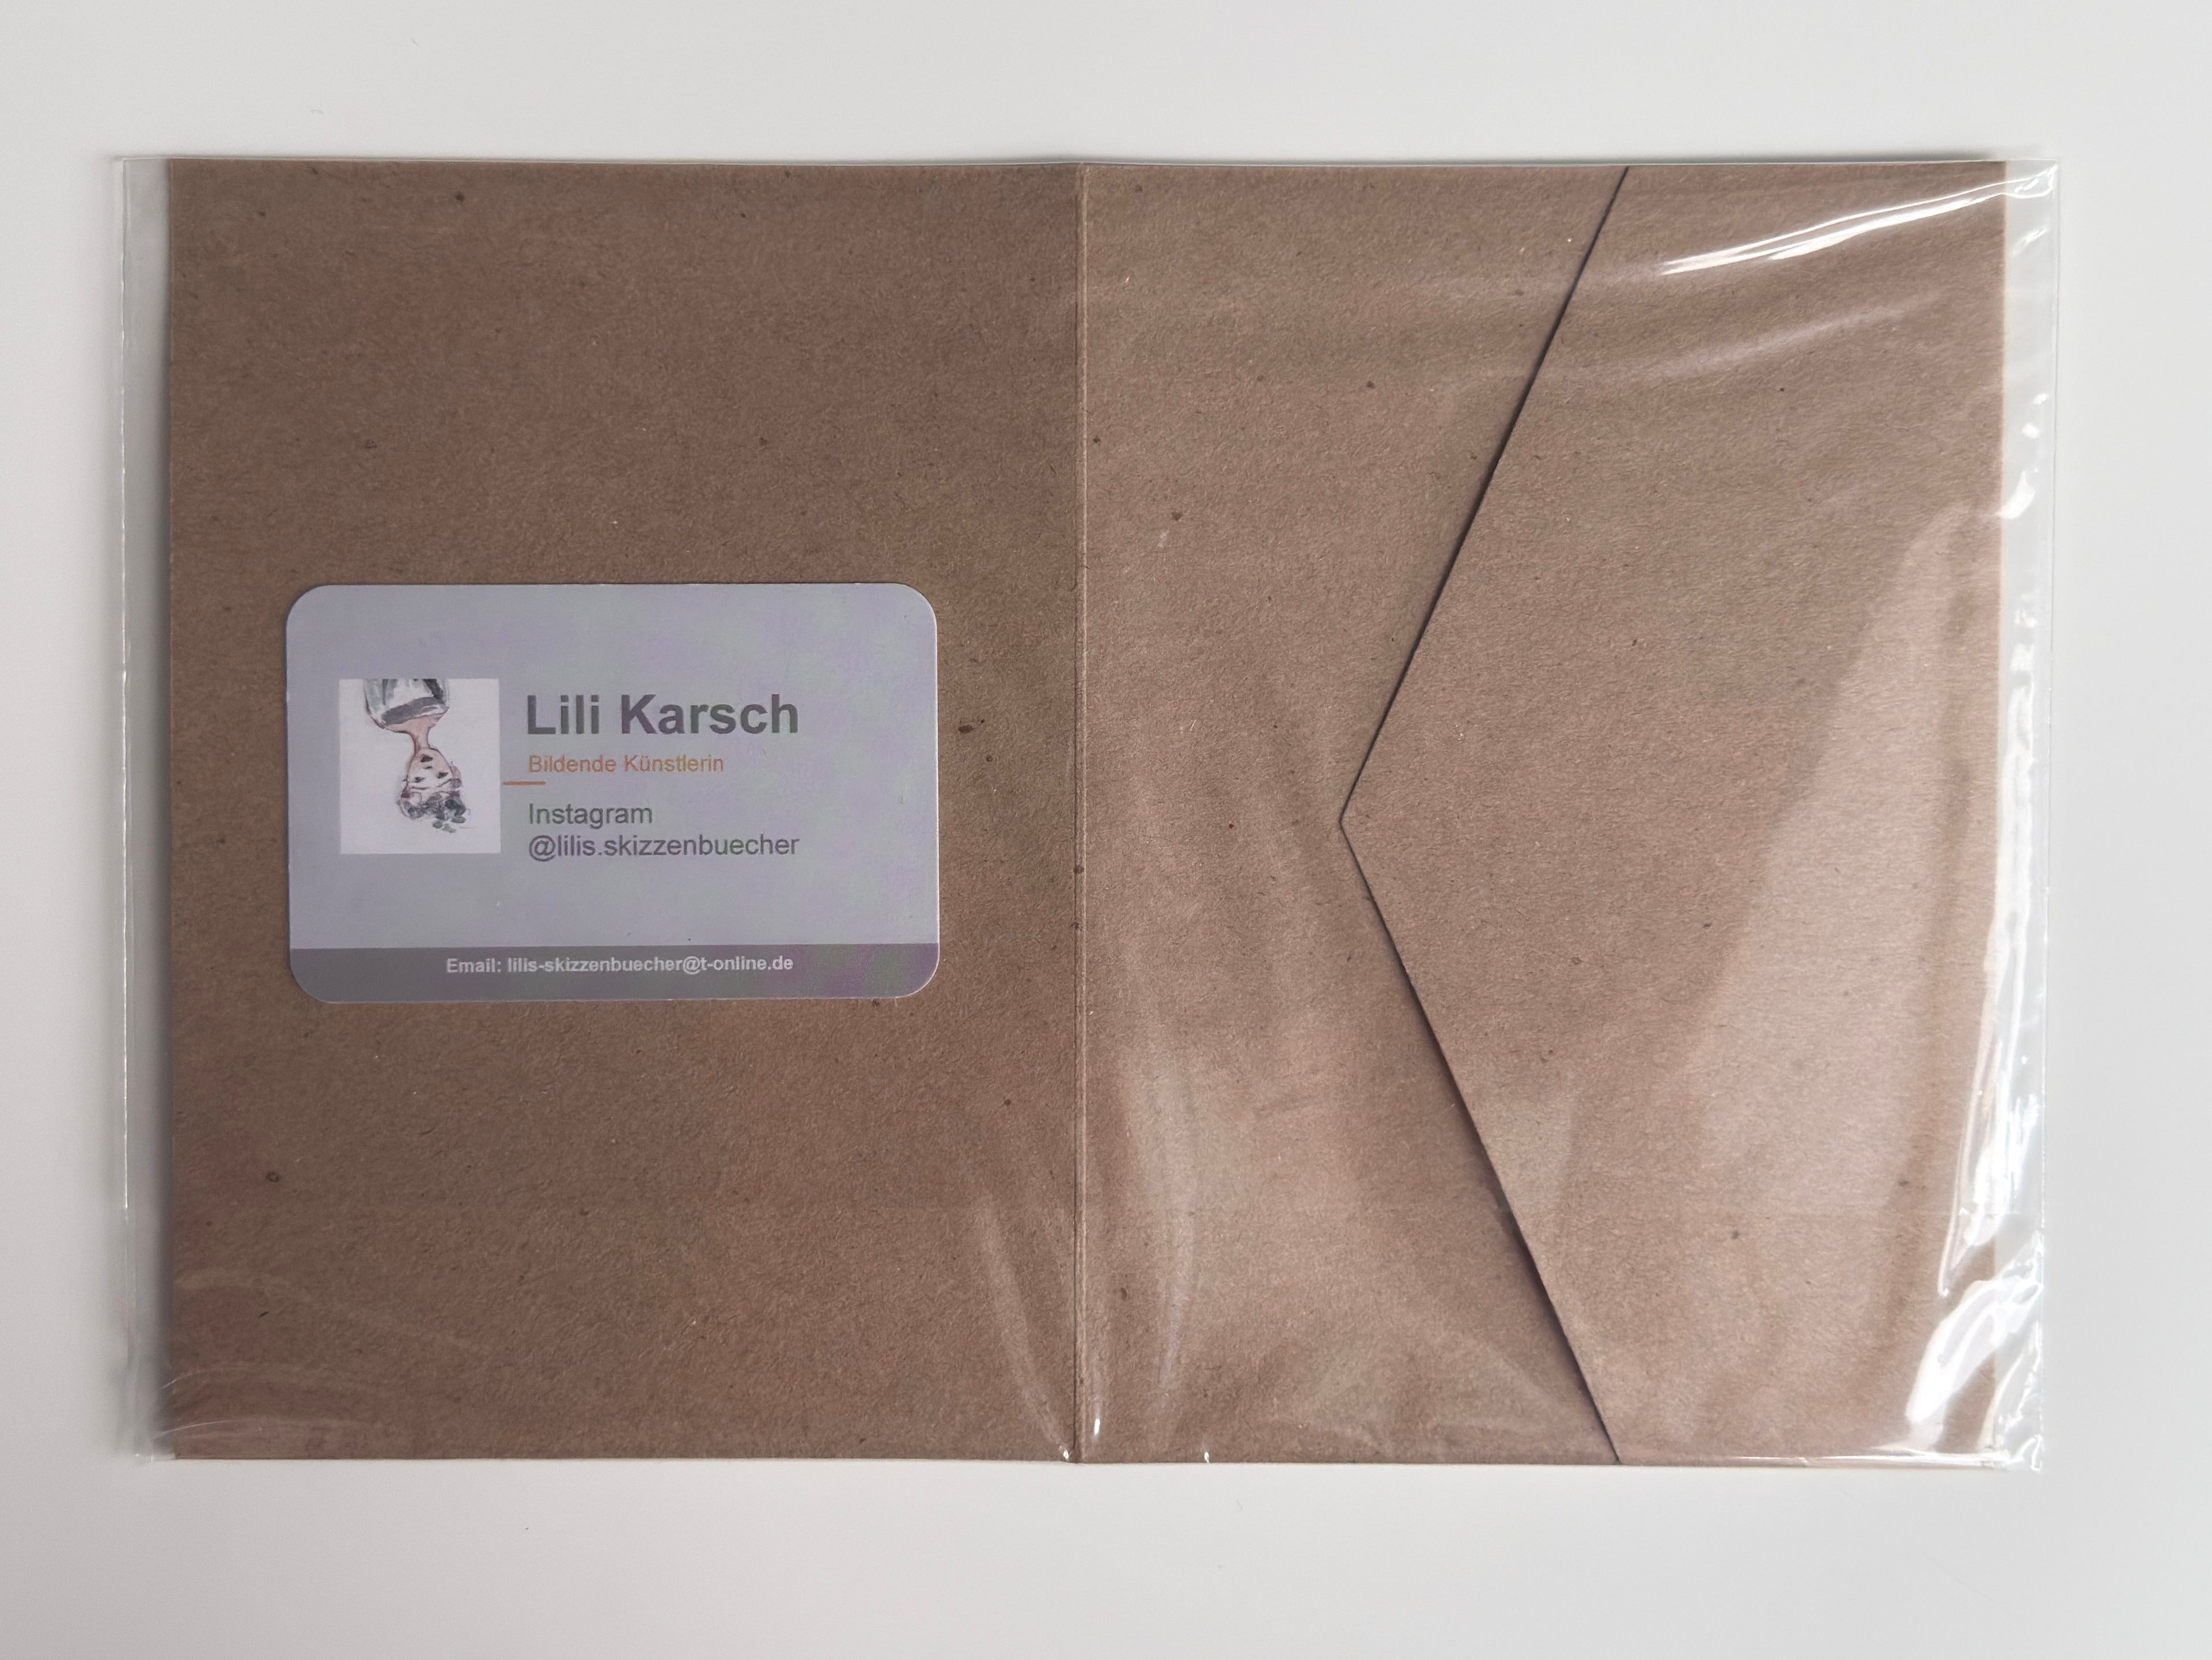 Lili Karsch
Bildende Künstlerin
Instagram
@lilis.skizzenbuecher
Email: lilis-skizzenbuecher@t-online.de